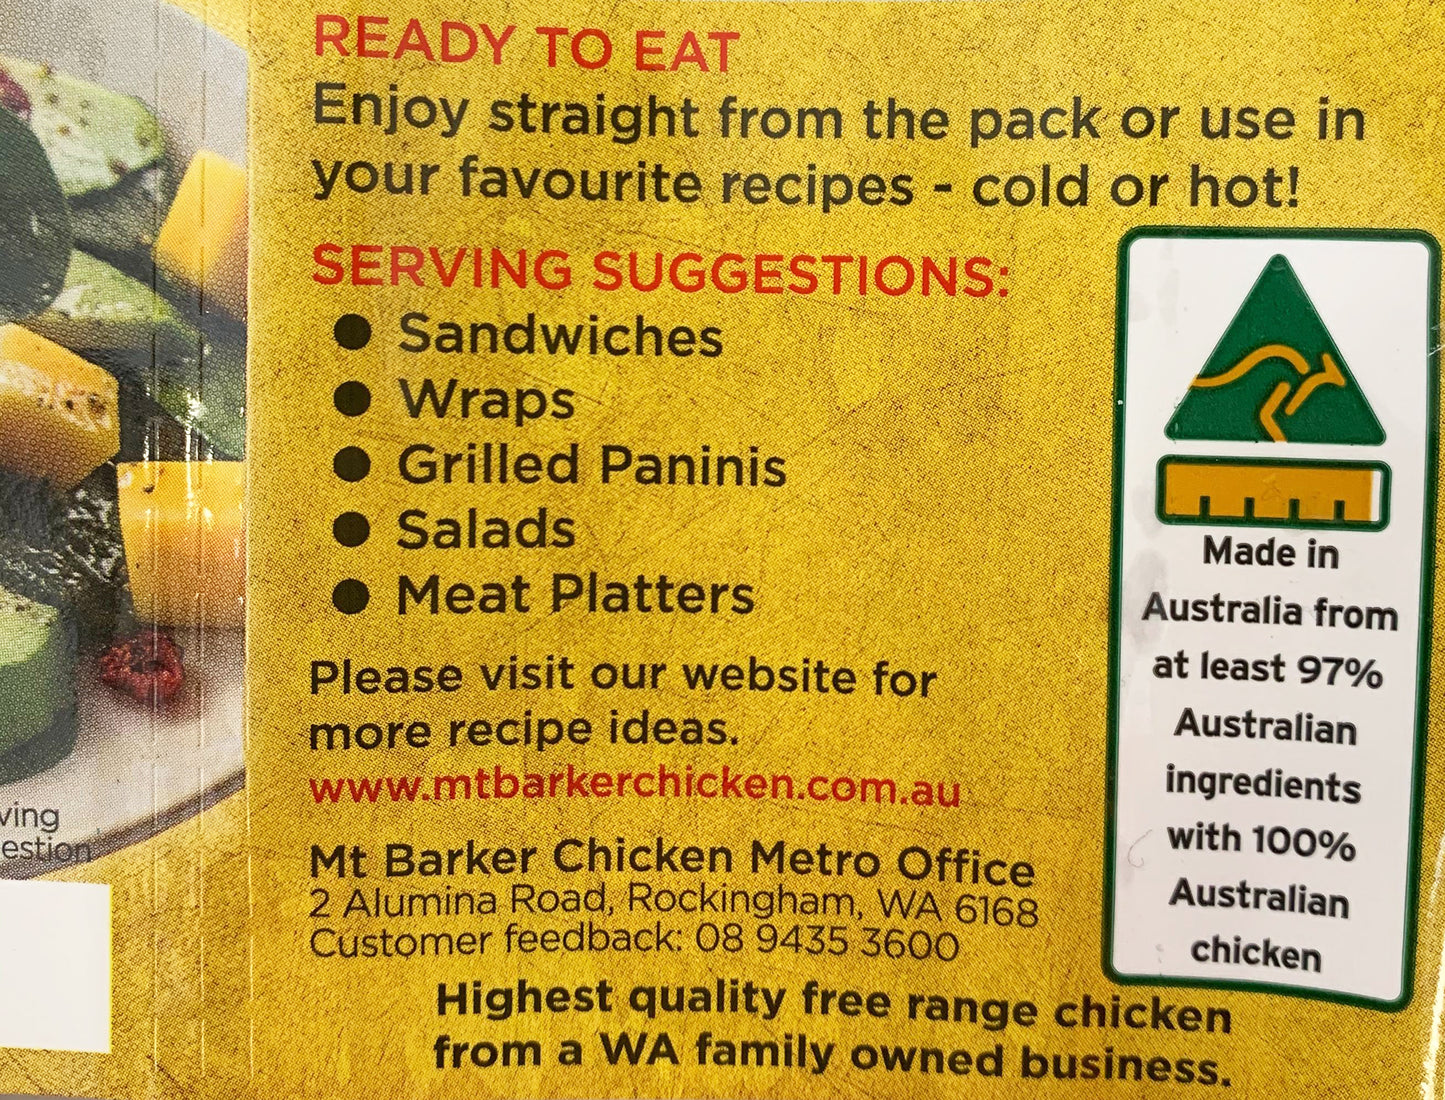 READY TO EAT
Enjoy straight from the pack or use in
your favourite recipes - cold or hot!
SERVING SUGGESTIONS:
● Sandwiches
● Wraps
● Grilled Paninis
● Salads
● Meat Platters
Please visit our website for
more recipe ideas.
www.mtbarkerchicken.com.au
Mt Barker Chicken Metro Office
2 Alumina Road, Rockingham, WA 6168
Customer feedback: 08 9435 3600
Highest quality free range chicken
from a WA family owned business.
Made in
Australia from
at least 97%
Australian
ingredients
with 100%
Australian
chicken
ving
estion